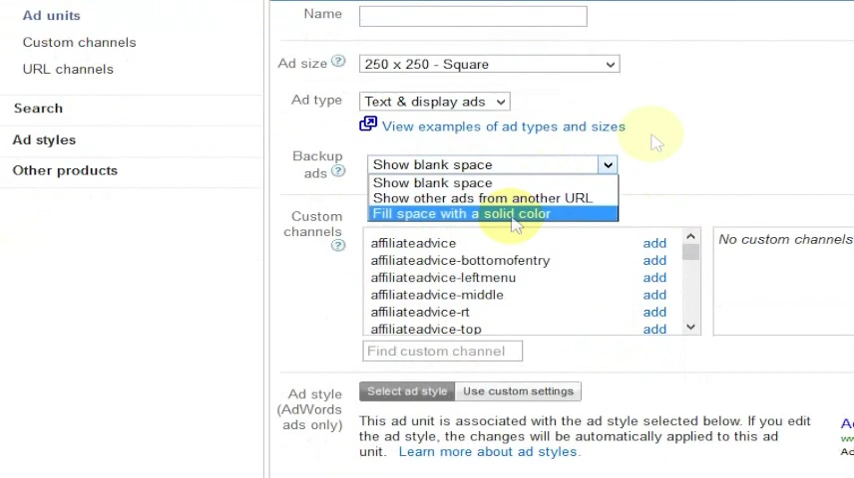 Ad units
Custom channels
URL channels
Search
Ad styles
Other products
Name
Ad size ?
250 x 250 - Square
Ad type
Text & display ads
View examples of ad types and sizes
Backup
ads ?
Show blank space
Show blank space
Show other ads from another URL
Fill space with a solid color
Custom
channels
?
affiliateadvice add
affiliateadvice-bottomofentry add
affiliateadvice-leftmenu add
affiliateadvice-middle add
affiliateadvice-rt add
affiliateadvice-top add
No custom channels
Find custom channel
Ad style
(AdWords
ads only)
Select ad style Use custom settings
This ad unit is associated with the ad style selected below. If you edit
the ad style, the changes will be automatically applied to this ad
unit. Learn more about ad styles.